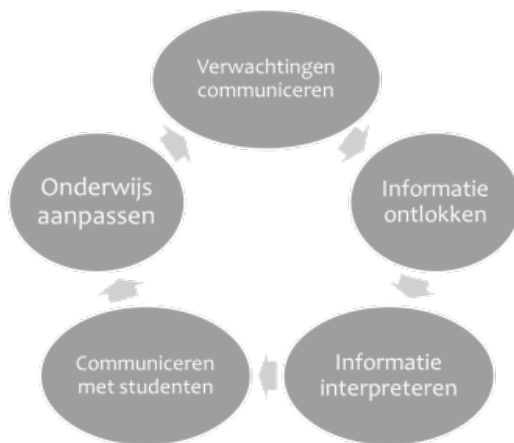 Verwachtingen
communiceren
Informatie
ontlokken
Informatie
interpreteren
Communiceren
met studenten
Onderwijs
aanpassen